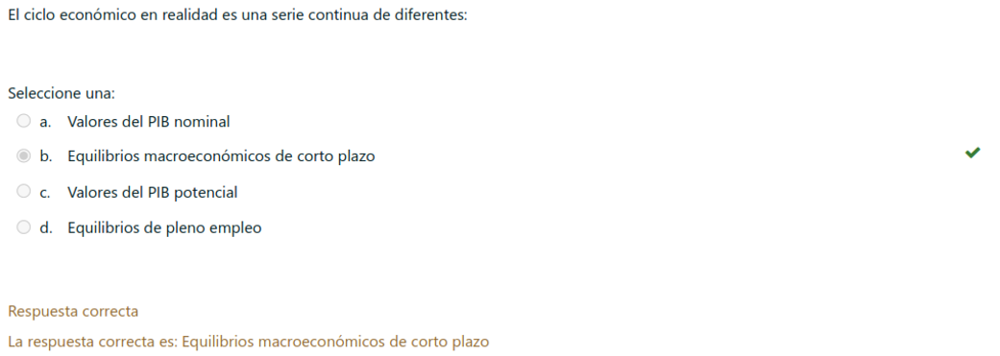 El ciclo económico en realidad es una serie continua de diferentes:
Seleccione una:
a. Valores del PIB nominal
b. Equilibrios macroeconómicos de corto plazo
c. Valores del PIB potencial
d. Equilibrios de pleno empleo
Respuesta correcta
La respuesta correcta es: Equilibrios macroeconómicos de corto plazo